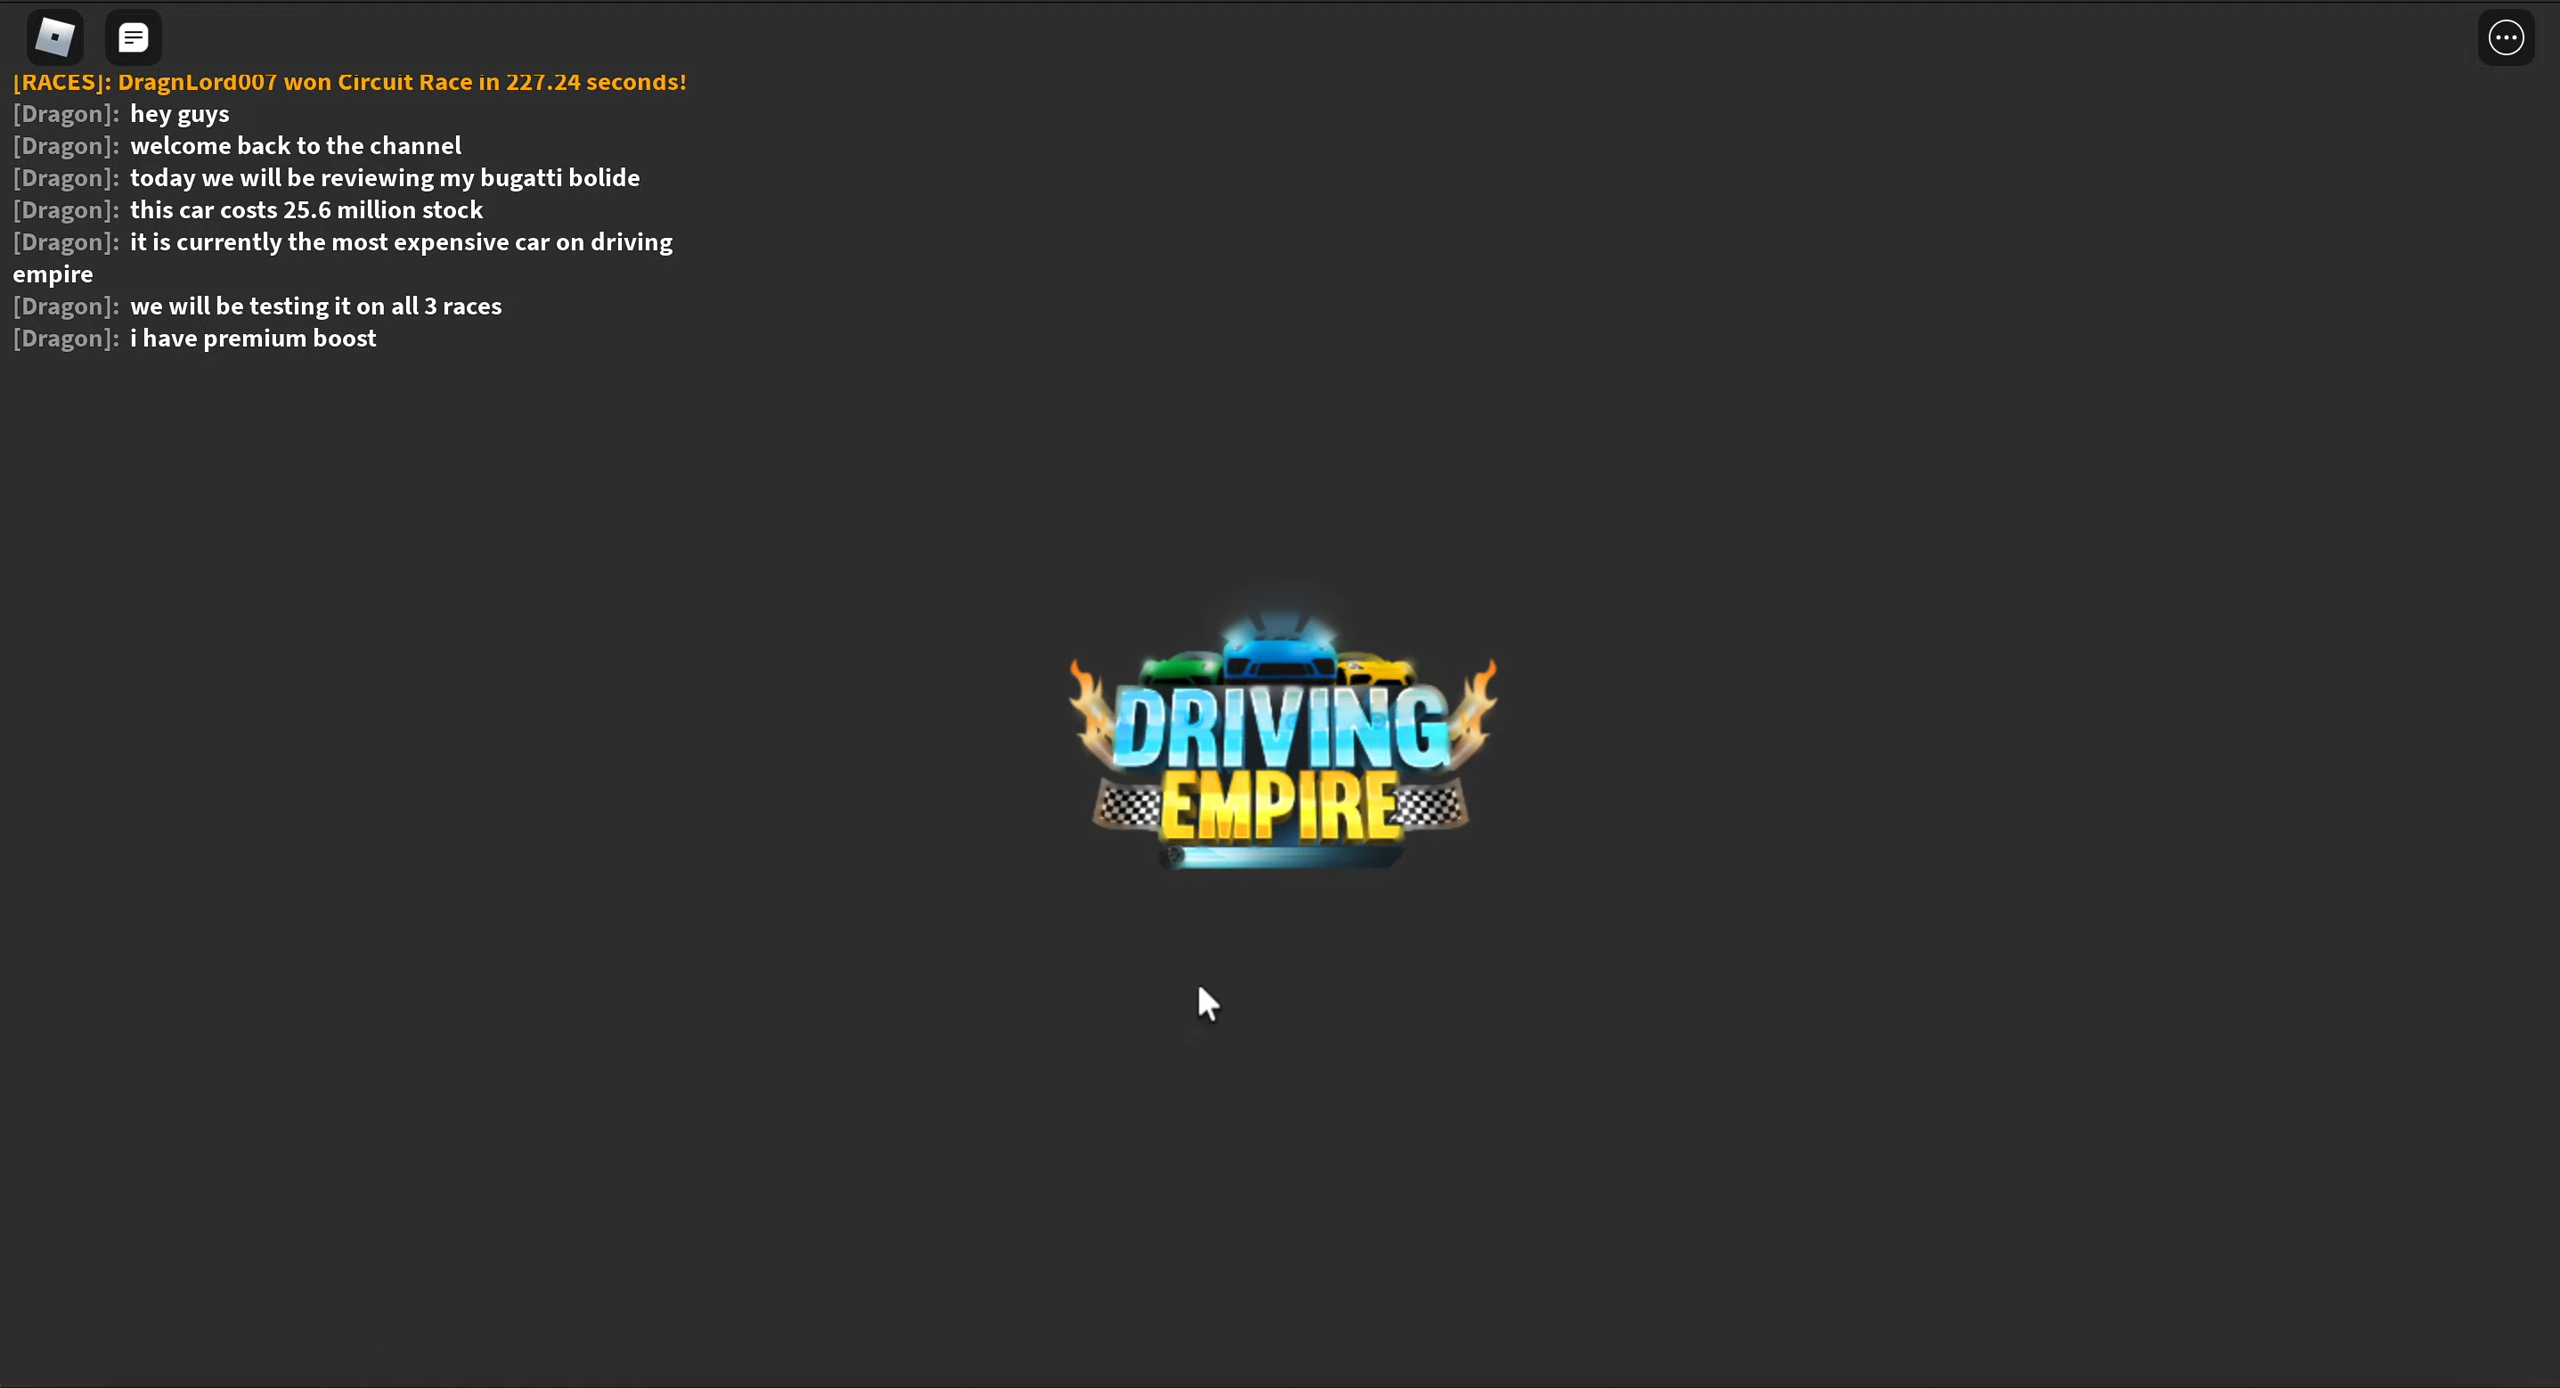 [RACES]: DragnLord007 won Circuit Race in 227.24 seconds!
[Dragon]: hey guys
[Dragon]: welcome back to the channel
[Dragon]: today we will be reviewing my bugatti bolide
[Dragon]: this car costs 25.6 million stock
[Dragon]: it is currently the most expensive car on driving
empire
[Dragon]: we will be testing it on all 3 races
[Dragon]: i have premium boost
DRIVING
EMPIRE